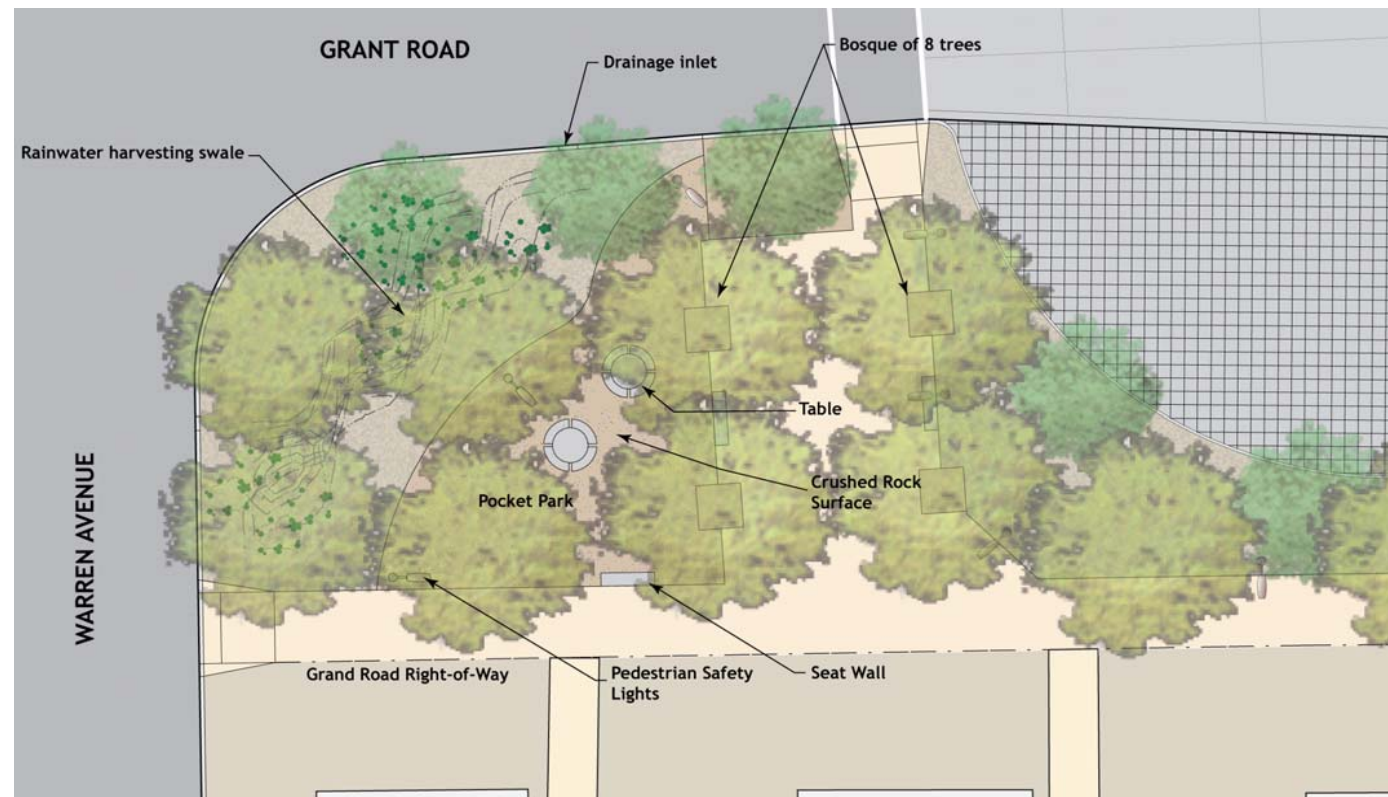 GRANT ROAD
Bosque of 8 trees
Drainage inlet
Rainwater harvesting swale
Table
Crushed Rock
Surface
Pocket Park
WARREN AVENUE
Grand Road Right-of-Way
Pedestrian Safety
Lights
Seat Wall